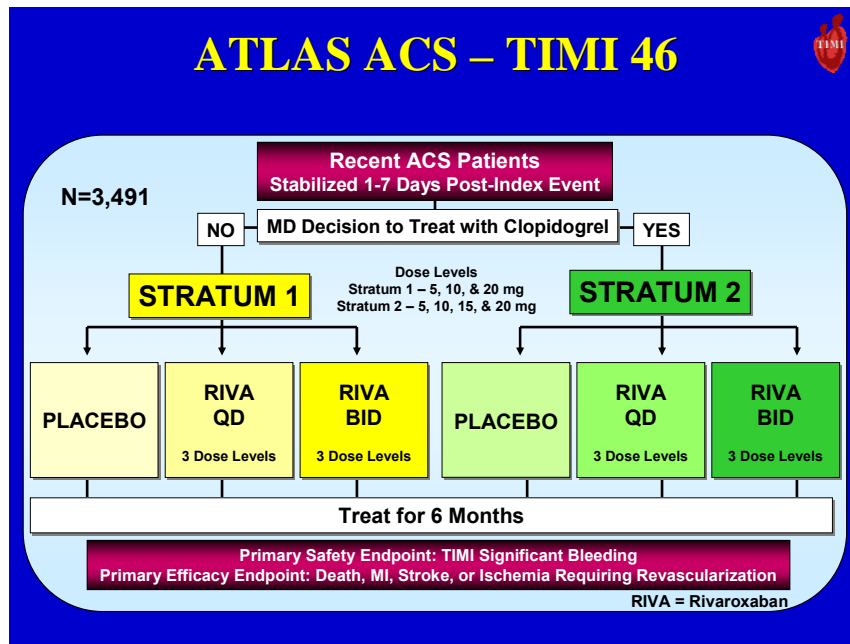 ATLAS ACS – TIMI 46
TIMI
Recent ACS Patients
Stabilized 1-7 Days Post-Index Event
N=3,491
NO
MD Decision to Treat with Clopidogrel
YES
Dose Levels
Stratum 1 – 5, 10, & 20 mg
Stratum 2 – 5, 10, 15, & 20 mg
STRATUM 1
STRATUM 2
PLACEBO
RIVA
QD
3 Dose Levels
RIVA
BID
3 Dose Levels
PLACEBO
RIVA
QD
3 Dose Levels
RIVA
BID
3 Dose Levels
Treat for 6 Months
Primary Safety Endpoint: TIMI Significant Bleeding
Primary Efficacy Endpoint: Death, MI, Stroke, or Ischemia Requiring Revascularization
RIVA = Rivaroxaban